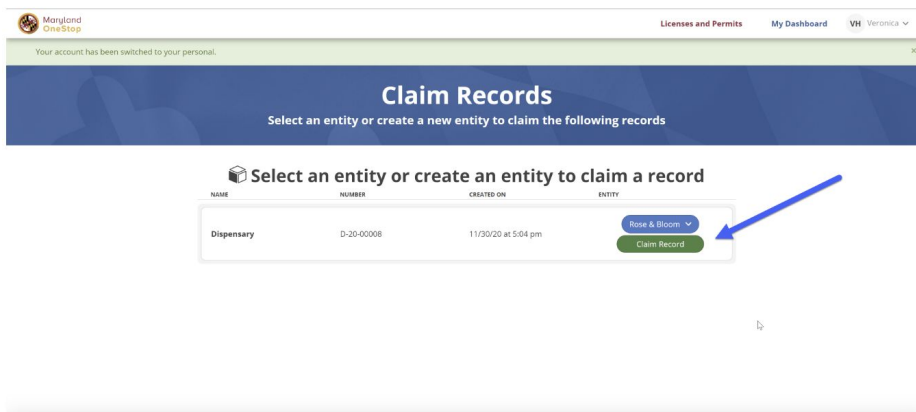 Maryland
OneStop
Licenses and Permits My Dashboard VH Veronica
Your account has been switched to your personal. ×
Claim Records
Select an entity or create a new entity to claim the following records
Select an entity or create an entity to claim a record
NAME NUMBER CREATED ON ENTITY
Dispensary D-20-00008 11/30/20 at 5:04 pm Rose & Bloom
Claim Record